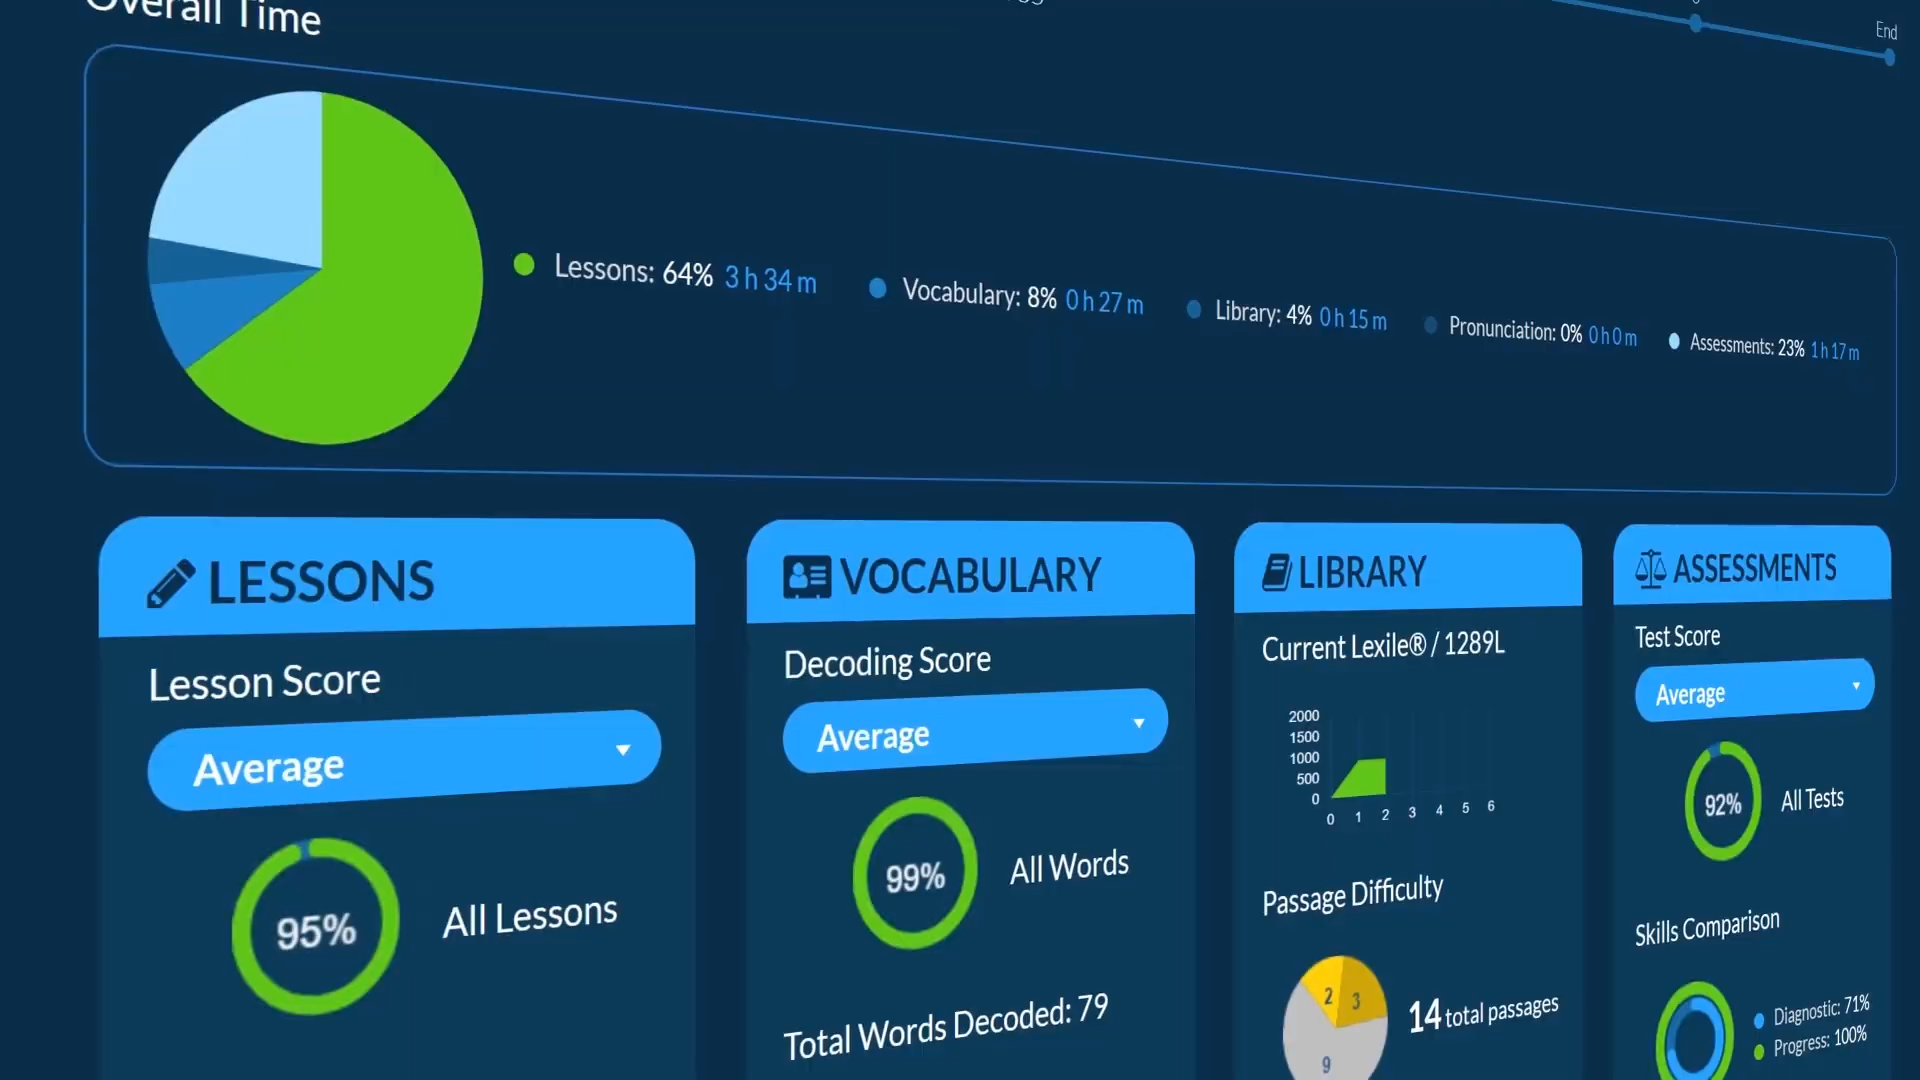 Overall Time
End
Lessons: 64% 3 h 34 m
Vocabulary: 8% 0 h 27 m
Library: 4% 0 h 15 m
Pronunciation: 0% 0 h 0 m
Assessments: 23% 1 h 17 m
LESSONS
Lesson Score
Average
95%
All Lessons
VOCABULARY
Decoding Score
Average
99%
All Words
Total Words Decoded: 79
LIBRARY
Current Lexile® / 1289L
2000
1500
1000
500
0
0 1 2 3 4 5 6
Passage Difficulty
2 3
9
14 total passages
ASSESSMENTS
Test Score
Average
92%
All Tests
Skills Comparison
Diagnostic: 71%
Progress: 100%